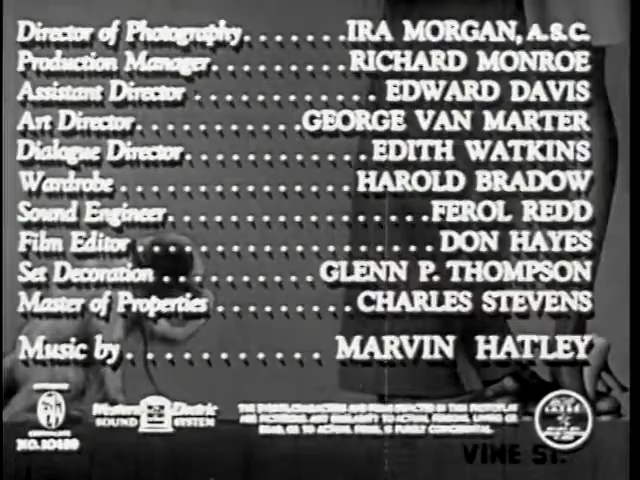 Director of Photography.......IRA MORGAN, A.S.C.
Production Manager.........RICHARD MONROE
Assistant Director ............ EDWARD DAVIS
Art Director...........GEORGE VAN MARTER
Dialogue Director............EDITH WATKINS
Wardrobe ...............HAROLD BRADOW
Sound Engineer.................FEROL REDD
Film Editor ................... DON HAYES
Set Decoration ..........GLENN P. THOMPSON
Master of Properties .........CHARLES STEVENS
Music by............ MARVIN HATLEY
Western Electric
SOUND SYSTEM
VINE ST.